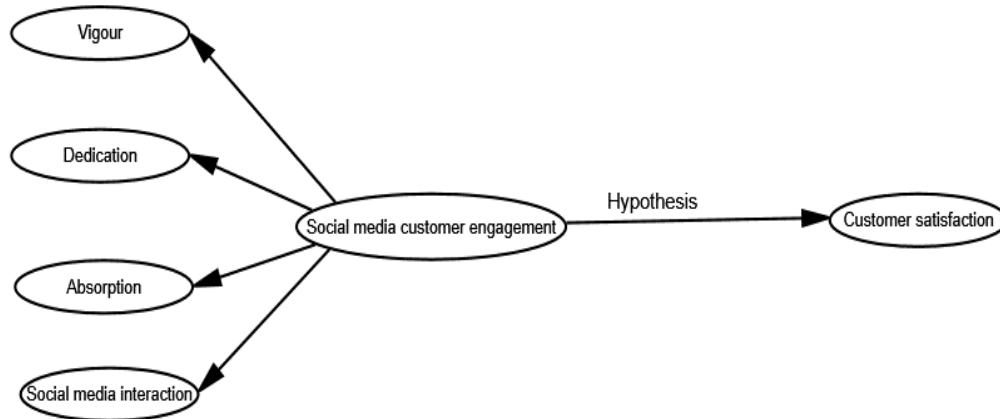 Vigour
Dedication
Absorption
Social media interaction
Social media customer engagement
Hypothesis
Customer satisfaction